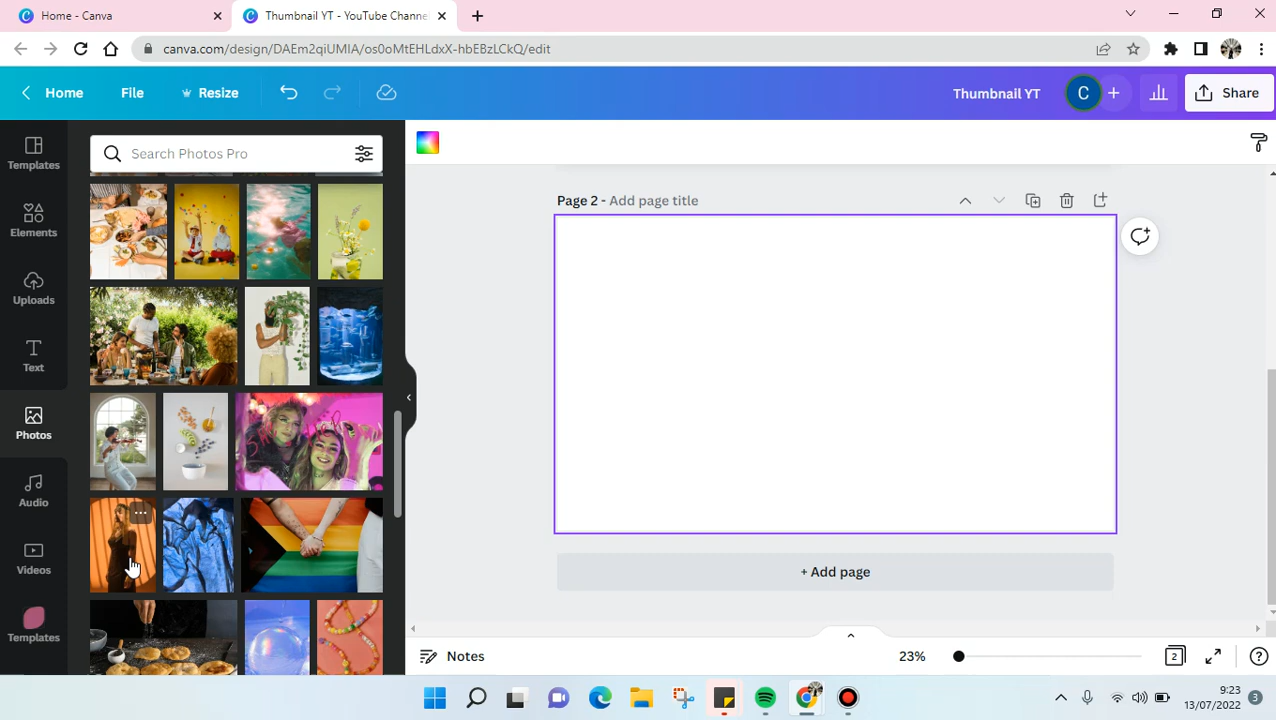 Home - Canva
Thumbnail YT - YouTube Channe
canva.com/design/DAEm2qiUMIA/os0oMtEHLdxX-hbEBzLCkQ/edit
Home
File
Resize
Thumbnail YT
C
Share
Templates
Elements
Uploads
Text
Photos
Audio
Videos
Templates
Search Photos Pro
Page 2 - Add page title
+ Add page
Notes
23%
2
9:23
13/07/2022
3